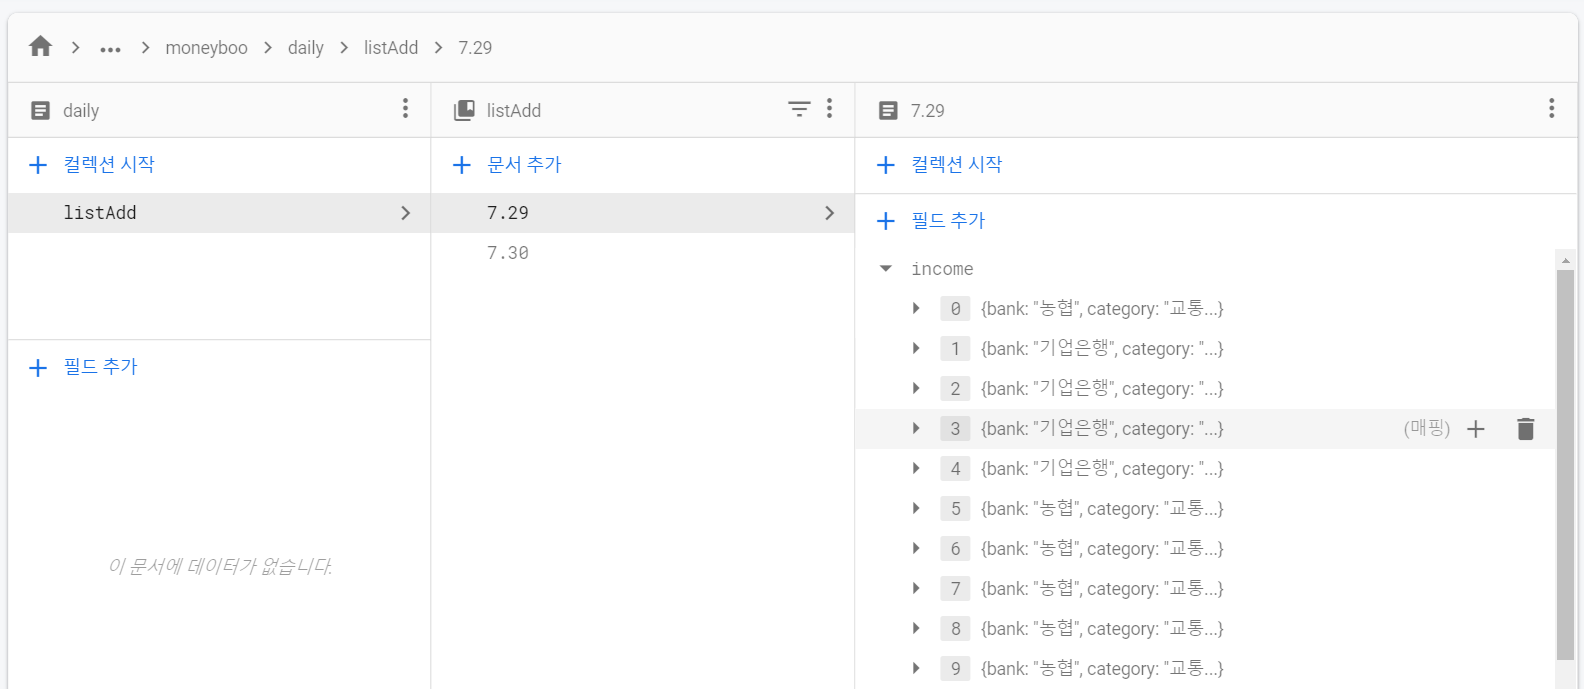 ... moneyboo daily listAdd 7.29
daily
컬렉션 시작
listAdd
필드 추가
이 문서에 데이터가 없습니다.
listAdd
문서 추가
7.29
7.30
7.29
컬렉션 시작
필드 추가
income
0 {bank: "농협", category: "교통...}
1 {bank: "기업은행", category: "...}
2 {bank: "기업은행", category: "...}
3 {bank: "기업은행", category: "...} (매핑)
4 {bank: "기업은행", category: "...}
5 {bank: "농협", category: "교통...}
6 {bank: "농협", category: "교통...}
7 {bank: "농협", category: "교통...}
8 {bank: "농협", category: "교통...}
9 {bank: "농협", category: "교통...}